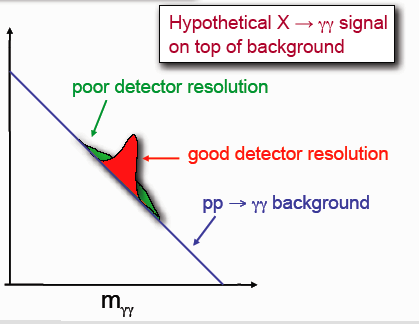 Hypothetical X → γγ signal
on top of background
poor detector resolution
good detector resolution
pp → γγ background
mγγ